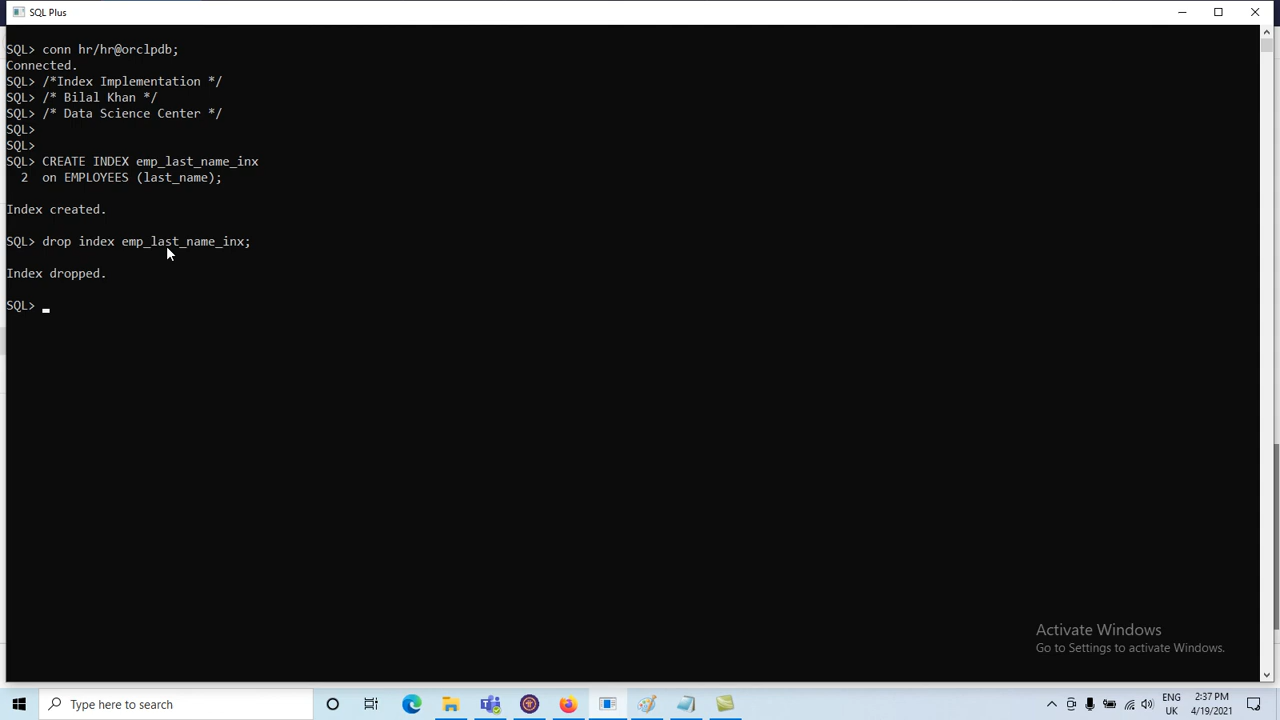 SQL Plus
SQL> conn hr/hr@orclpdb;
Connected.
SQL> /*Index Implementation */
SQL> /* Bilal Khan */
SQL> /* Data Science Center */
SQL>
SQL>
SQL> CREATE INDEX emp_last_name_inx
2 on EMPLOYEES (last_name);
Index created.
SQL> drop index emp_last_name_inx;
Index dropped.
SQL>
Activate Windows
Go to Settings to activate Windows.
Type here to search
ENG
UK
2:37 PM
4/19/2021